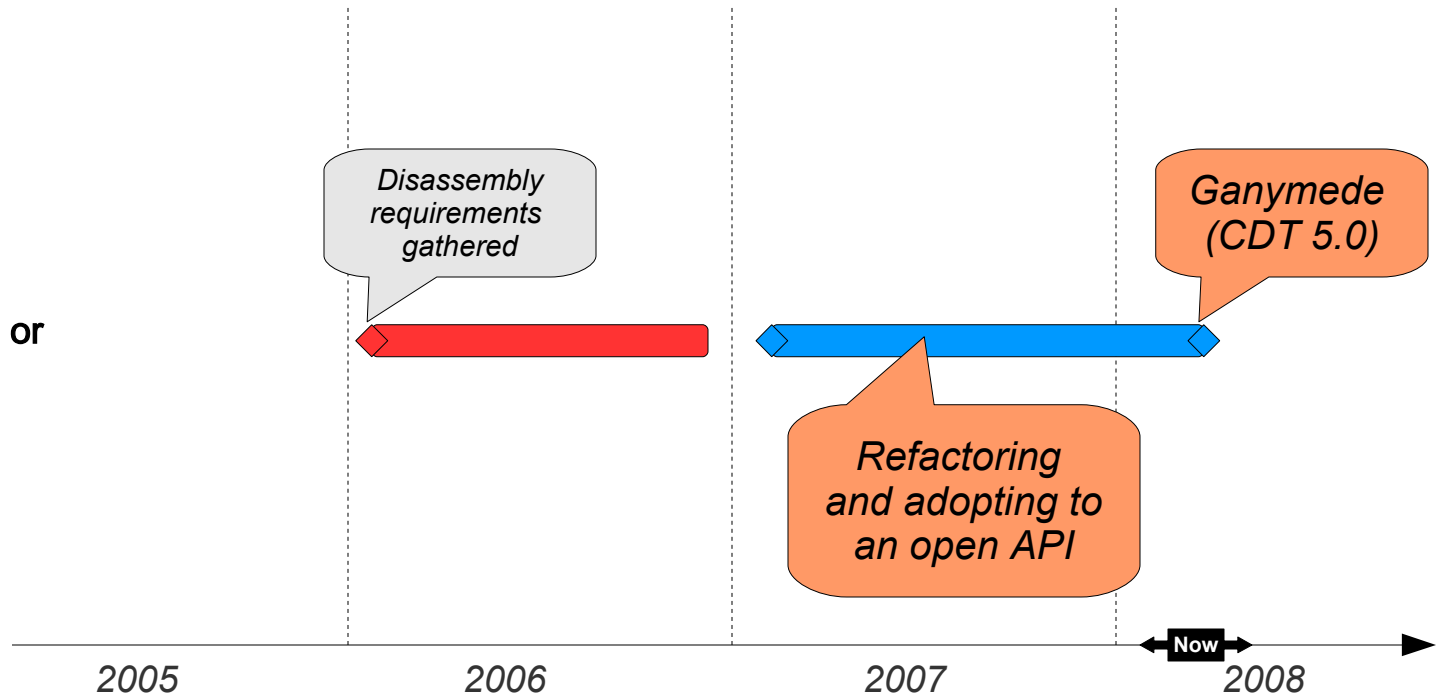 Disassembly
requirements
gathered
Ganymede
(CDT 5.0)
or
Refactoring
and adopting to
an open API
Now
2005
2006
2007
2008